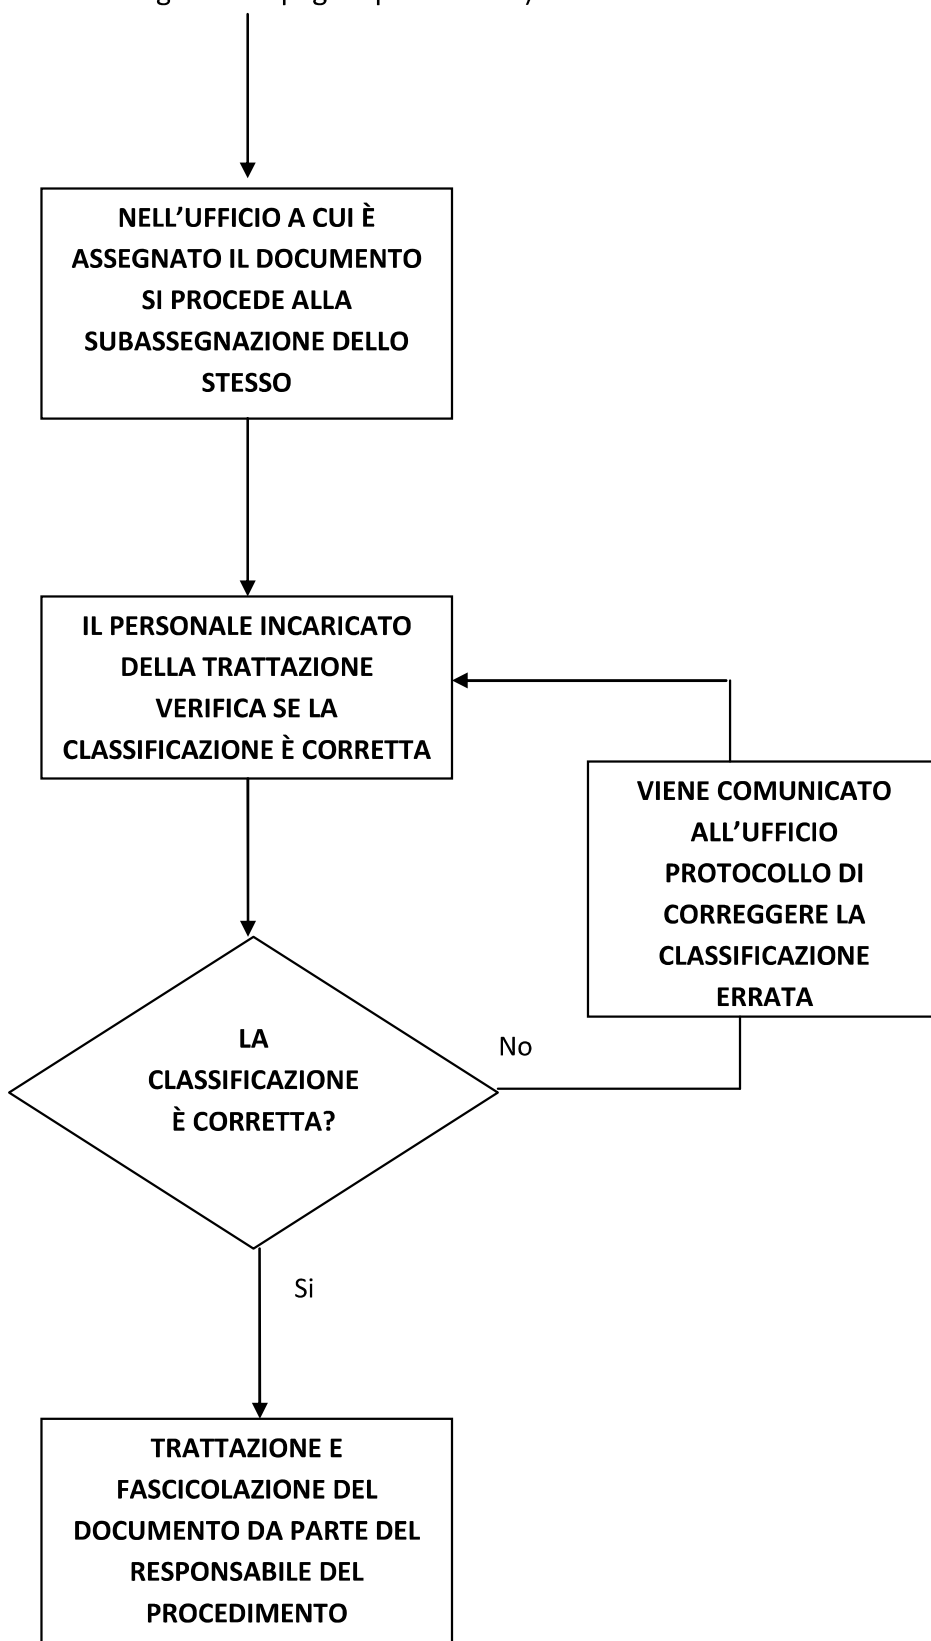 NELL’UFFICIO A CUI È
ASSEGNATO IL DOCUMENTO
SI PROCEDE ALLA
SUBASSEGNAZIONE DELLO
STESSO
IL PERSONALE INCARICATO
DELLA TRATTAZIONE
VERIFICA SE LA
CLASSIFICAZIONE È CORRETTA
VIENE COMUNICATO
ALL’UFFICIO
PROTOCOLLO DI
CORREGGERE LA
CLASSIFICAZIONE
ERRATA
LA
CLASSIFICAZIONE
È CORRETTA?
No
Si
TRATTAZIONE E
FASCICOLAZIONE DEL
DOCUMENTO DA PARTE DEL
RESPONSABILE DEL
PROCEDIMENTO